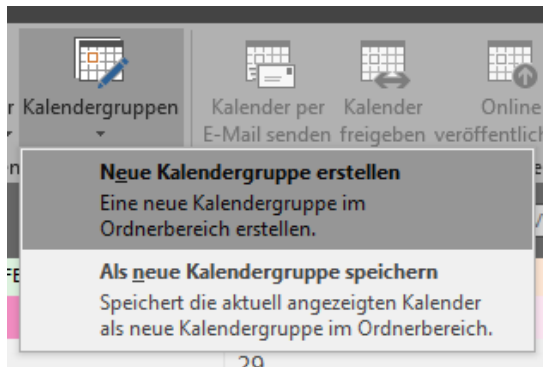 Kalendergruppen
Kalender per
E-Mail senden
Kalender
freigeben
Online
Neue Kalendergruppe erstellen
Eine neue Kalendergruppe im
Ordnerbereich erstellen.
Als neue Kalendergruppe speichern
Speichert die aktuell angezeigten Kalender
als neue Kalendergruppe im Ordnerbereich.
29